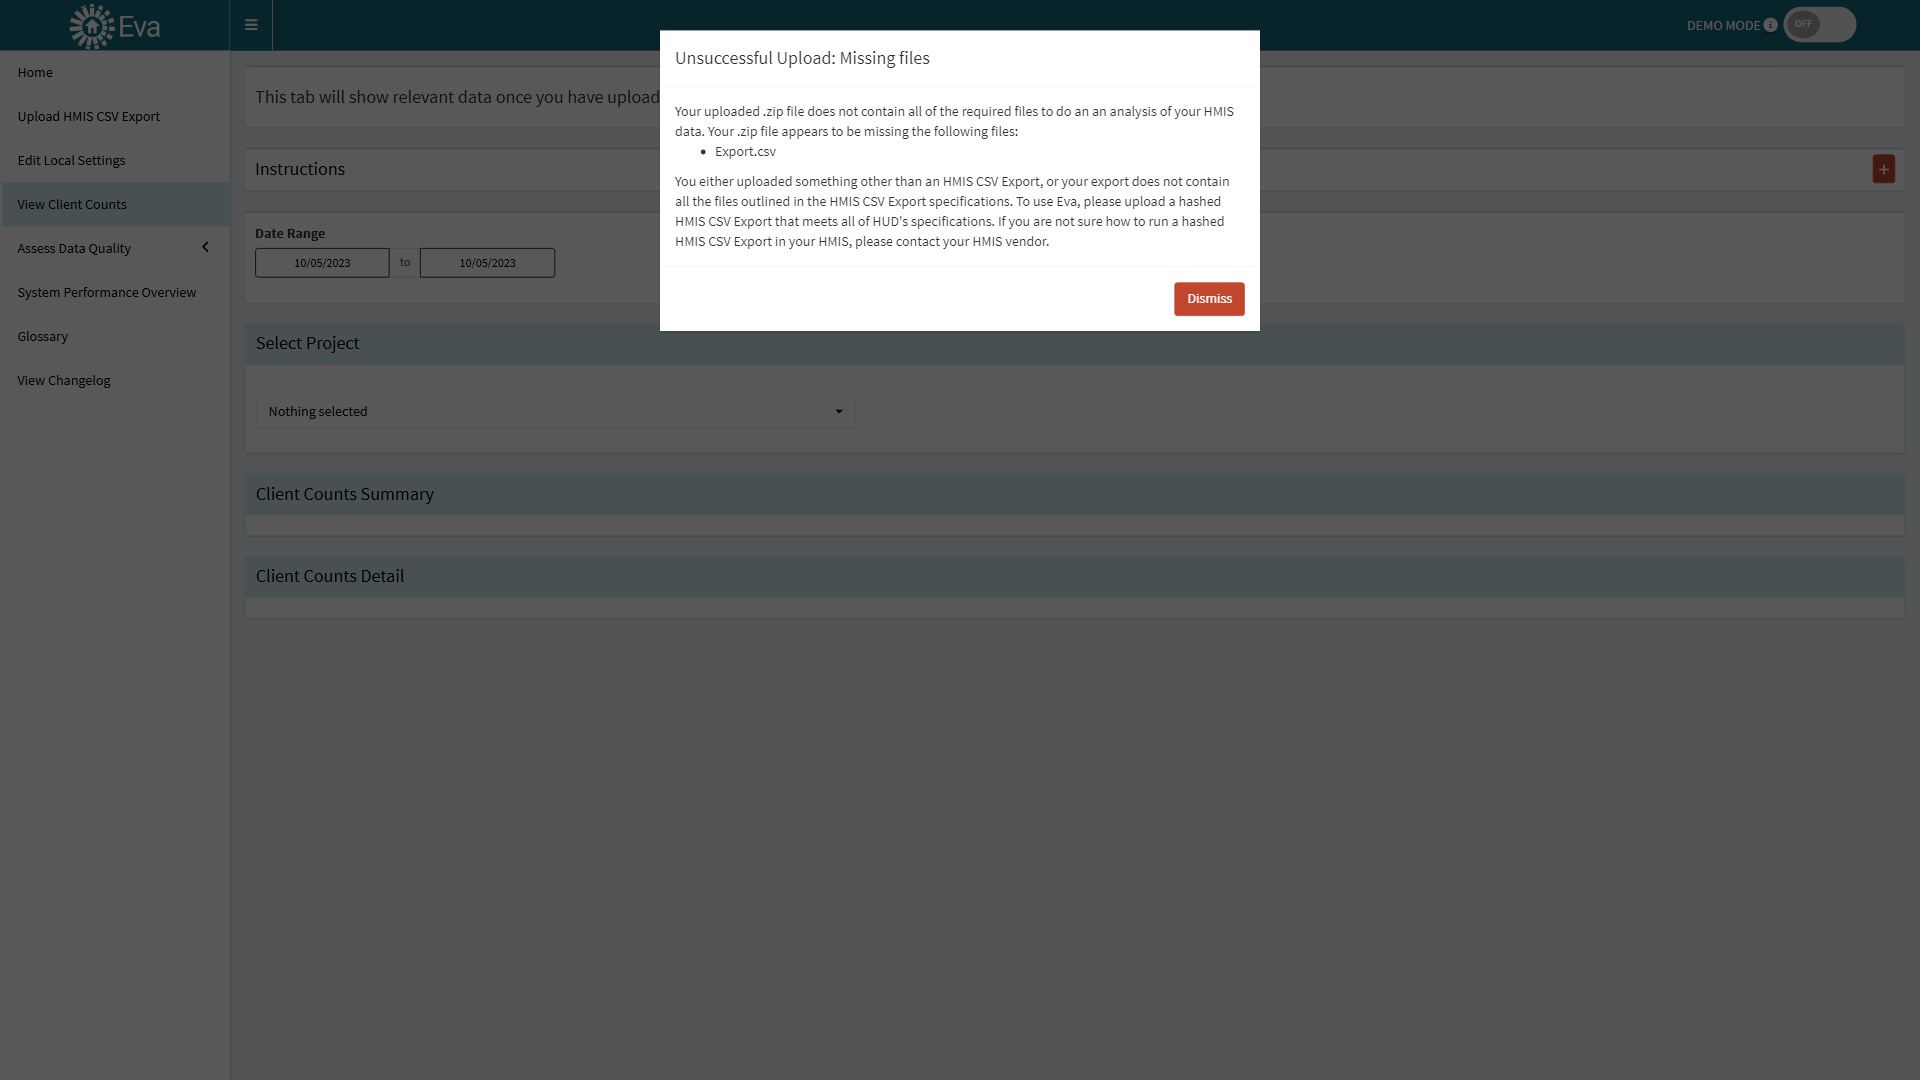 Eva
DEMO MODE
OFF
Home
Upload HMIS CSV Export
Edit Local Settings
View Client Counts
Assess Data Quality
System Performance Overview
Glossary
View Changelog
This tab will show relevant data once you have upload
Instructions
Date Range
10/05/2023 to 10/05/2023
Select Project
Nothing selected
Client Counts Summary
Client Counts Detail
Unsuccessful Upload: Missing files
Your uploaded .zip file does not contain all of the required files to do an an analysis of your HMIS
data. Your .zip file appears to be missing the following files:
• Export.csv
You either uploaded something other than an HMIS CSV Export, or your export does not contain
all the files outlined in the HMIS CSV Export specifications. To use Eva, please upload a hashed
HMIS CSV Export that meets all of HUD's specifications. If you are not sure how to run a hashed
HMIS CSV Export in your HMIS, please contact your HMIS vendor.
Dismiss